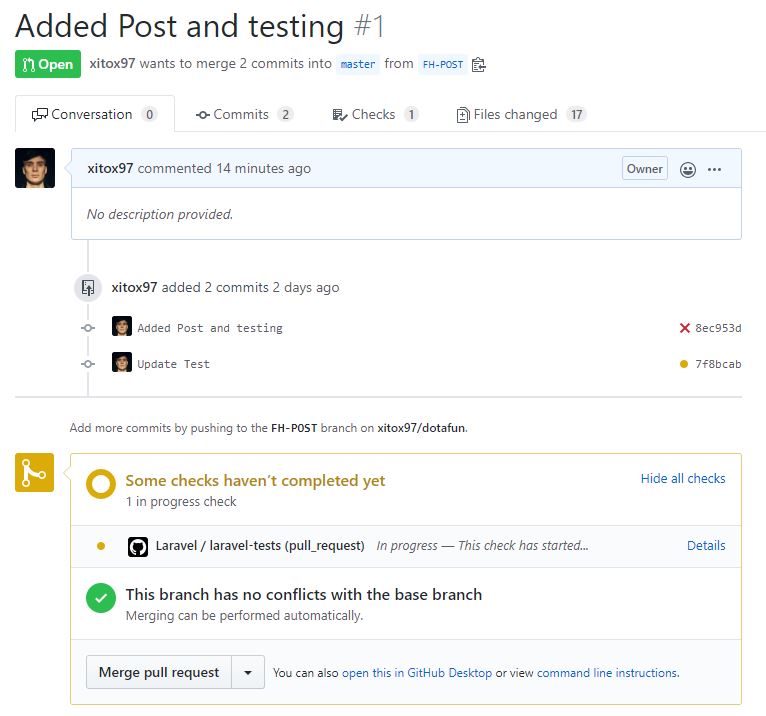 Added Post and testing #1
Open xitox97 wants to merge 2 commits into master from FH-POST
Conversation 0 Commits 2 Checks 1 Files changed 17
xitox97 commented 14 minutes ago Owner
No description provided.
xitox97 added 2 commits 2 days ago
Added Post and testing 8ec953d
Update Test 7f8bcab
Add more commits by pushing to the FH-POST branch on xitox97/dotafun.
Some checks haven't completed yet Hide all checks
1 in progress check
Laravel / laravel-tests (pull_request) In progress — This check has started... Details
This branch has no conflicts with the base branch
Merging can be performed automatically.
Merge pull request You can also open this in GitHub Desktop or view command line instructions.